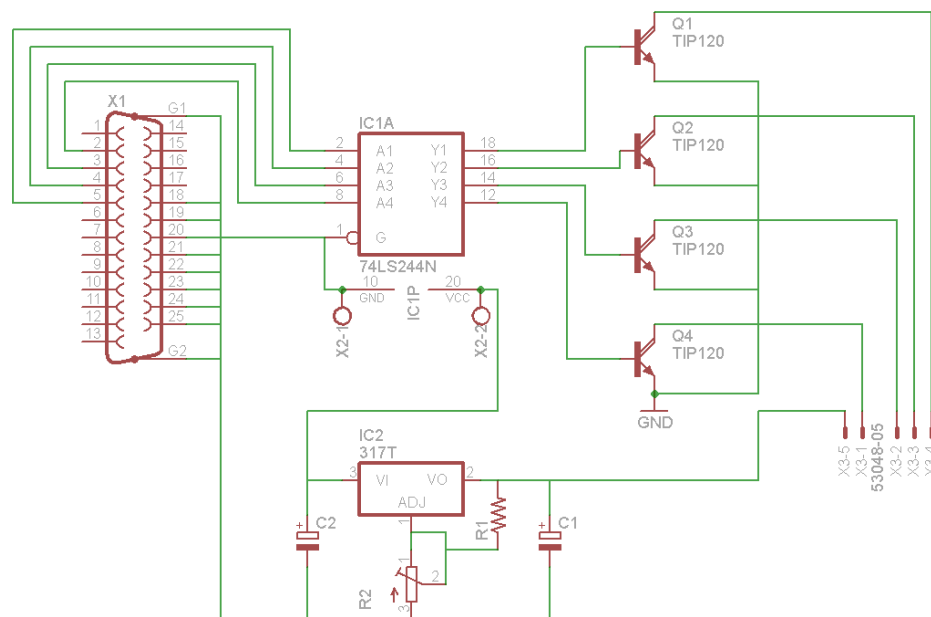 X1
G1
1
14
2
15
3
16
4
17
5
18
6
19
7
20
8
21
9
22
10
23
11
24
12
25
13
G2
IC1A
2 A1 Y1 18
4 A2 Y2 16
6 A3 Y3 14
8 A4 Y4 12
1 G
74LS244N
10 20
GND VCC
IC1P
X2-1
X2-2
Q1
TIP120
Q2
TIP120
Q3
TIP120
Q4
TIP120
GND
X3-5
X3-1
53048-05
X3-2
X3-3
X3-4
IC2
317T
3 VI VO 2
ADJ
1
+ C2
R1
+ C1
1
2
R2
3